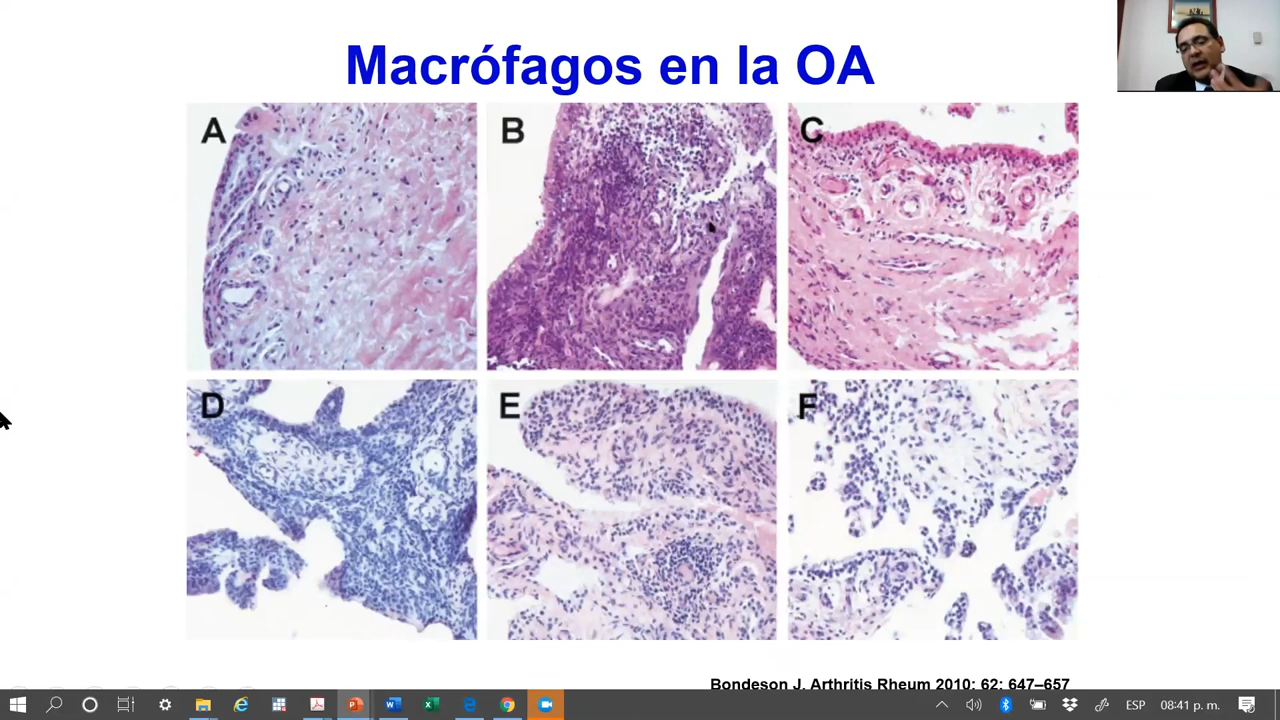 Macrófagos en la OA
A
B
C
D
E
F
Bondeson J. Arthritis Rheum 2010; 62: 647–657
ESP
08:41 p. m.